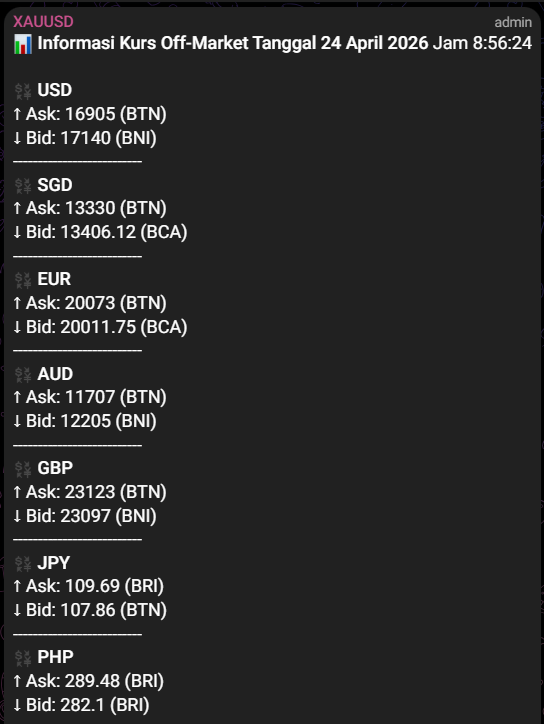 XAUUSD
admin
📊 Informasi Kurs Off-Market Tanggal 24 April 2026 Jam 8:56:24
💱 USD
↑ Ask: 16905 (BTN)
↓ Bid: 17140 (BNI)
--------------------------
💱 SGD
↑ Ask: 13330 (BTN)
↓ Bid: 13406.12 (BCA)
--------------------------
💱 EUR
↑ Ask: 20073 (BTN)
↓ Bid: 20011.75 (BCA)
--------------------------
💱 AUD
↑ Ask: 11707 (BTN)
↓ Bid: 12205 (BNI)
--------------------------
💱 GBP
↑ Ask: 23123 (BTN)
↓ Bid: 23097 (BNI)
--------------------------
💱 JPY
↑ Ask: 109.69 (BRI)
↓ Bid: 107.86 (BTN)
--------------------------
💱 PHP
↑ Ask: 289.48 (BRI)
↓ Bid: 282.1 (BRI)